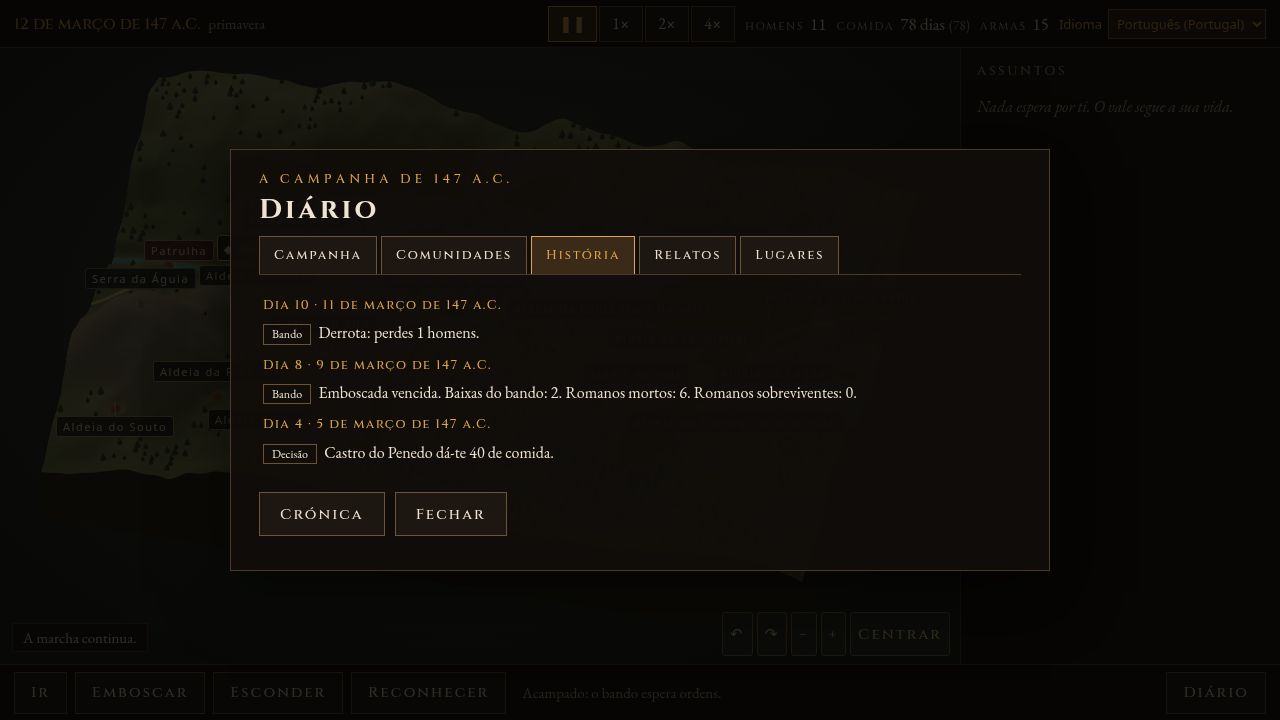 12 DE MARÇO DE 147 A.C. primavera
❚❚ 1× 2× 4× HOMENS 11 COMIDA 78 dias (78) ARMAS 15 Idioma Português (Portugal)
ASSUNTOS
Nada espera por ti. O vale segue a sua vida.
A CAMPANHA DE 147 A.C.
DIÁRIO
CAMPANHA COMUNIDADES HISTÓRIA RELATOS LUGARES
Patrulha
Serra da Águia
DIA 10 · 11 DE MARÇO DE 147 A.C.
Bando Derrota: perdes 1 homens.
DIA 8 · 9 DE MARÇO DE 147 A.C.
Aldeia da
Bando Emboscada vencida. Baixas do bando: 2. Romanos mortos: 6. Romanos sobreviventes: 0.
DIA 4 · 5 DE MARÇO DE 147 A.C.
Aldeia do Souto
Decisão Castro do Penedo dá-te 40 de comida.
CRÓNICA FECHAR
A marcha continua.
↶ ↷ − + CENTRAR
IR EMBOSCAR ESCONDER RECONHECER Acampado: o bando espera ordens. DIÁRIO